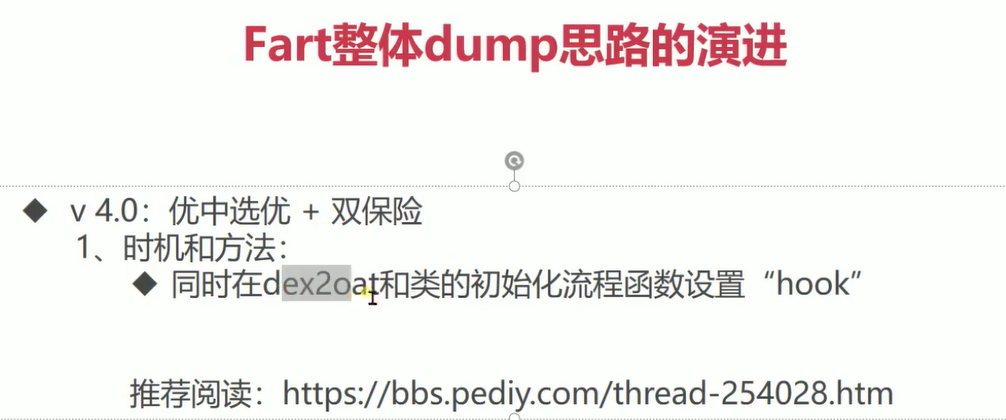 Fart整体dump思路的演进
◆ v 4.0：优中选优 + 双保险
1、时机和方法：
◆ 同时在dex2oat和类的初始化流程函数设置“hook”
推荐阅读：https://bbs.pediy.com/thread-254028.htm